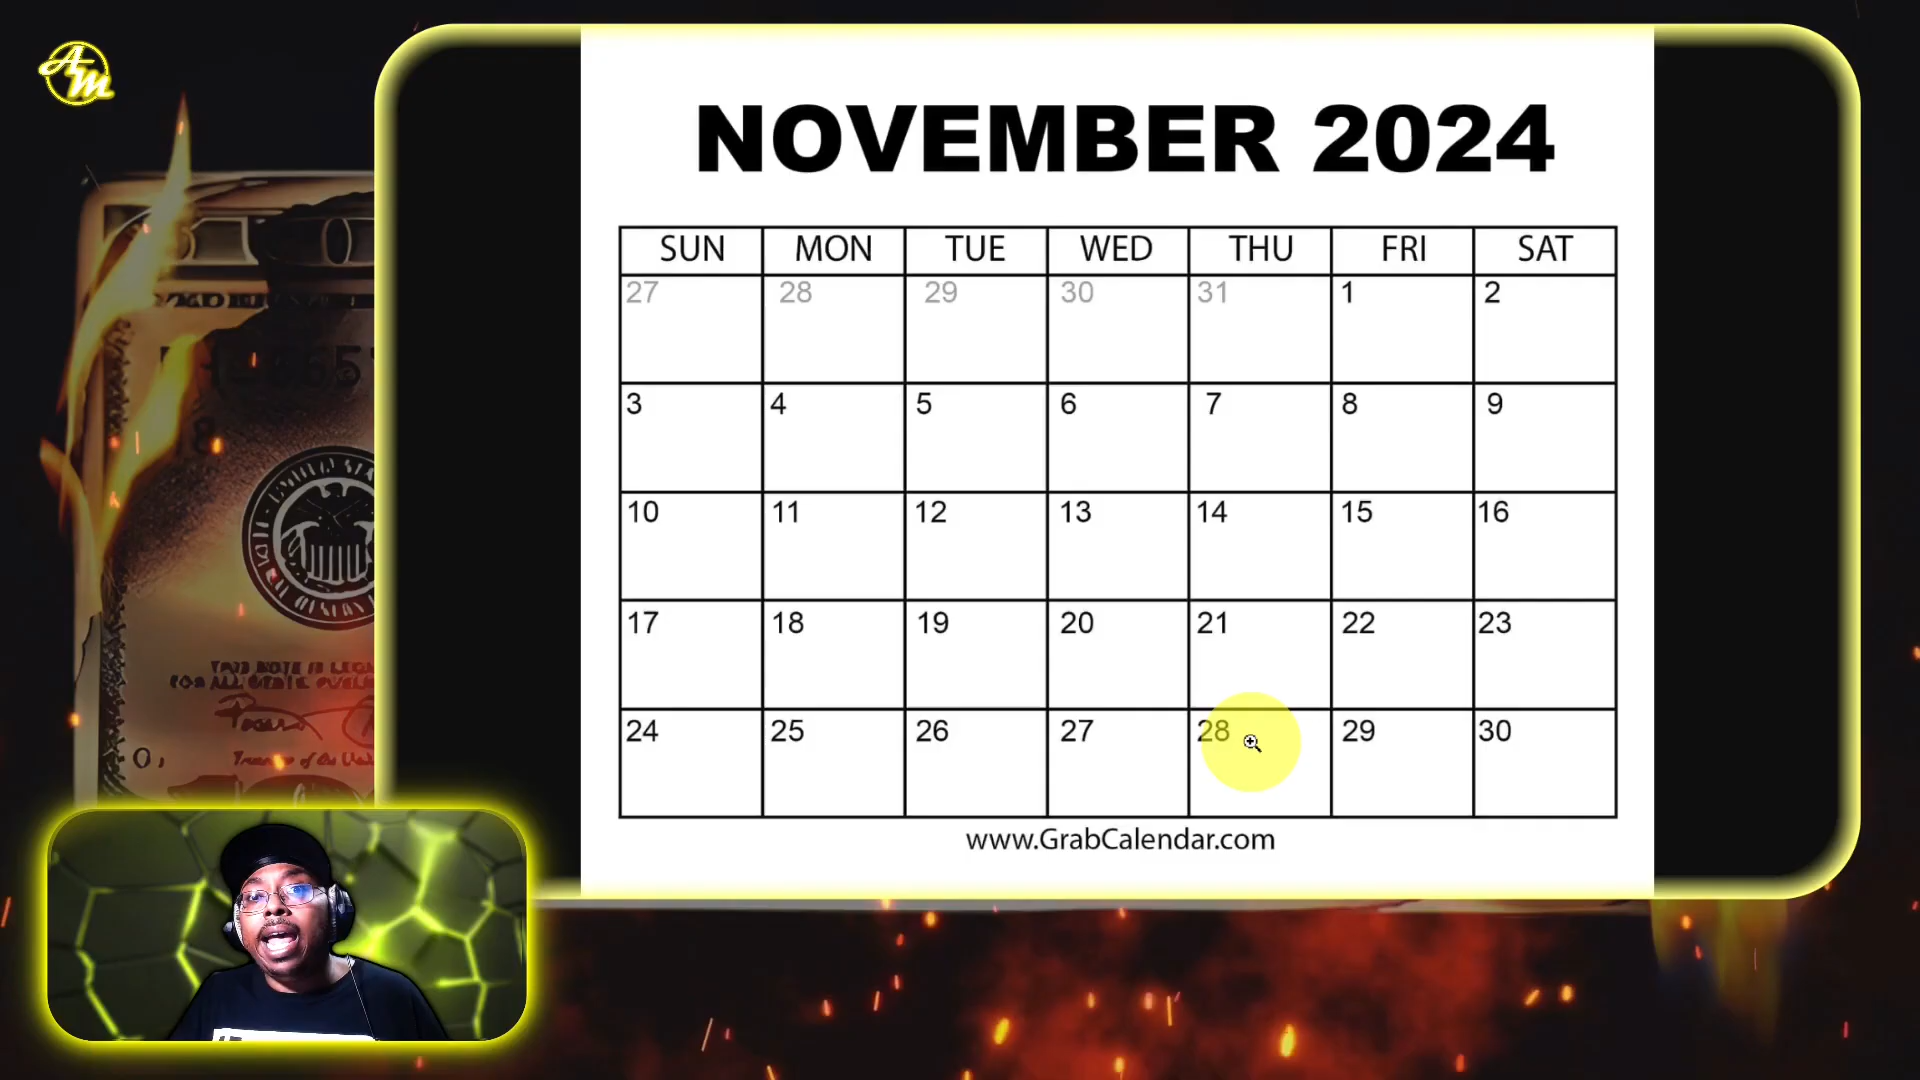 AM
NOVEMBER 2024
SUN MON TUE WED THU FRI SAT
27 28 29 30 31 1 2
3 4 5 6 7 8 9
10 11 12 13 14 15 16
17 18 19 20 21 22 23
24 25 26 27 28 29 30
www.GrabCalendar.com